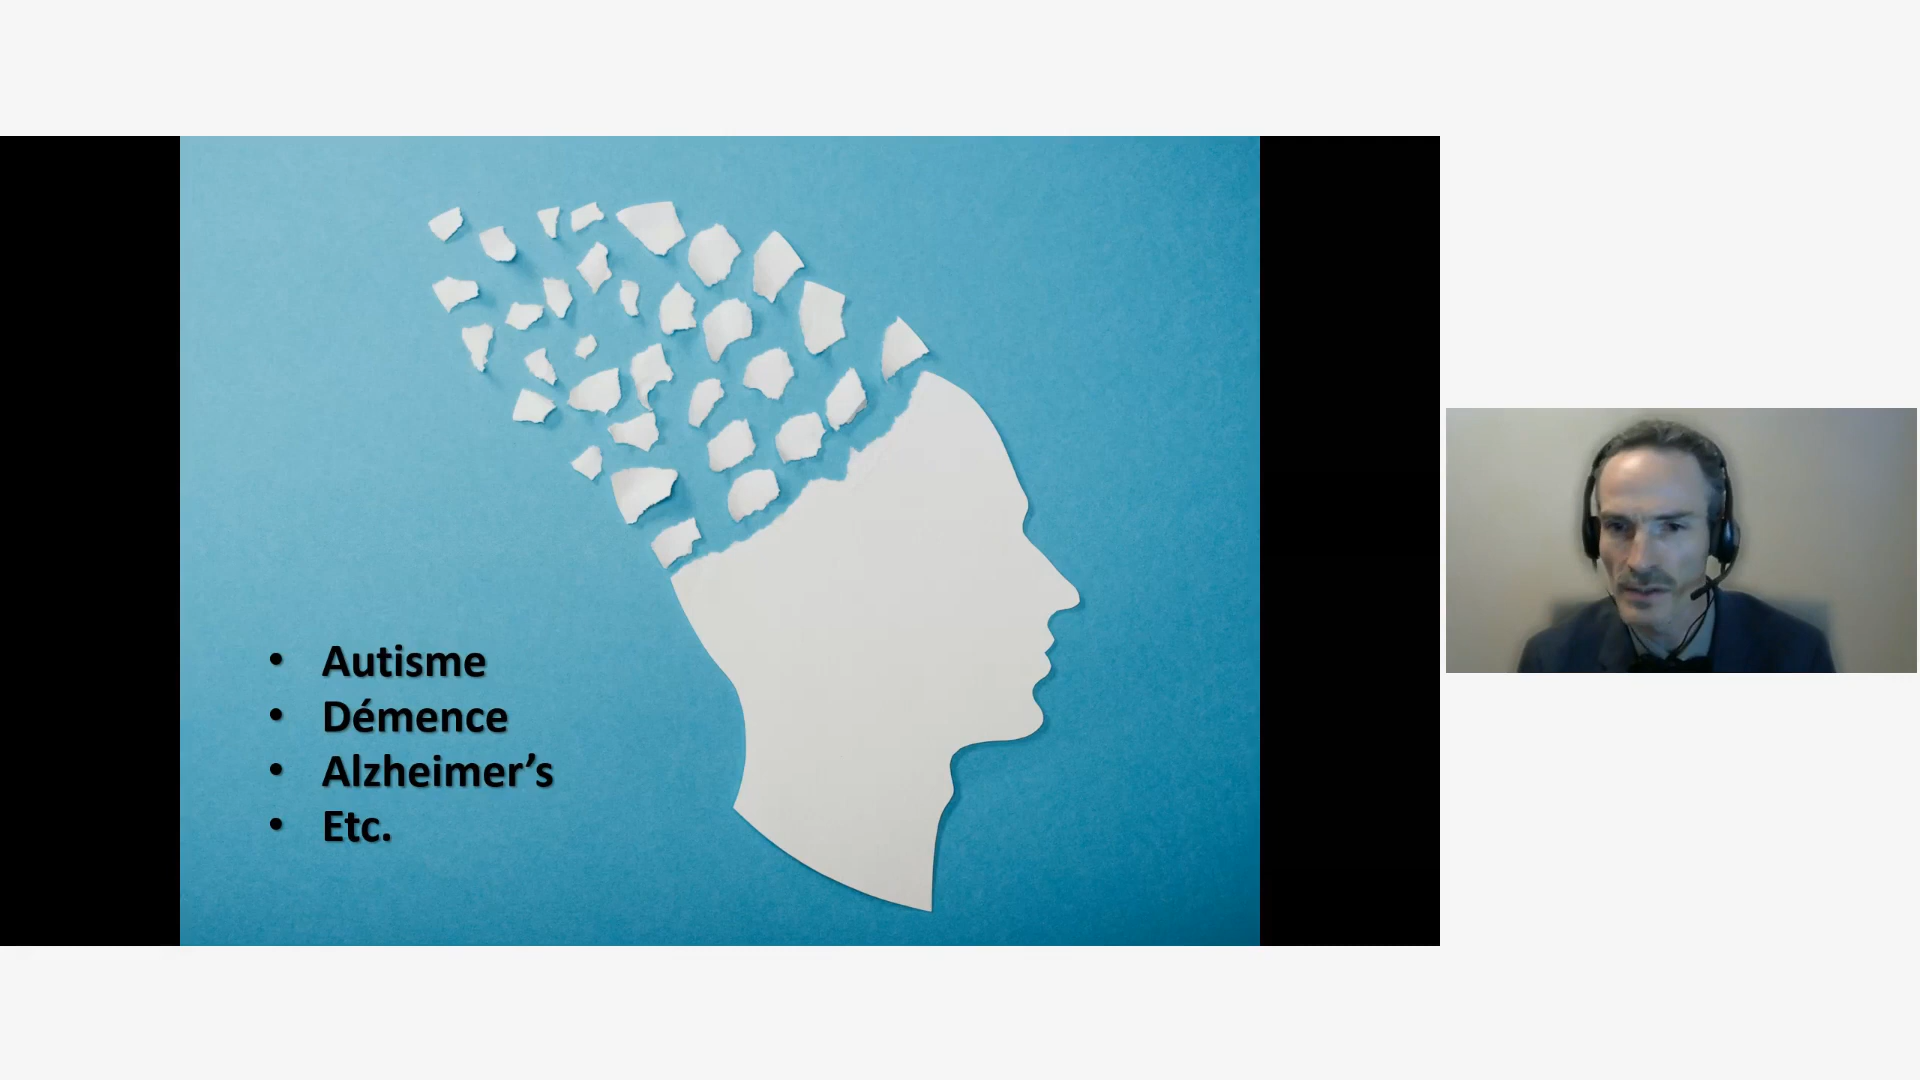 • Autisme
• Démence
• Alzheimer’s
• Etc.